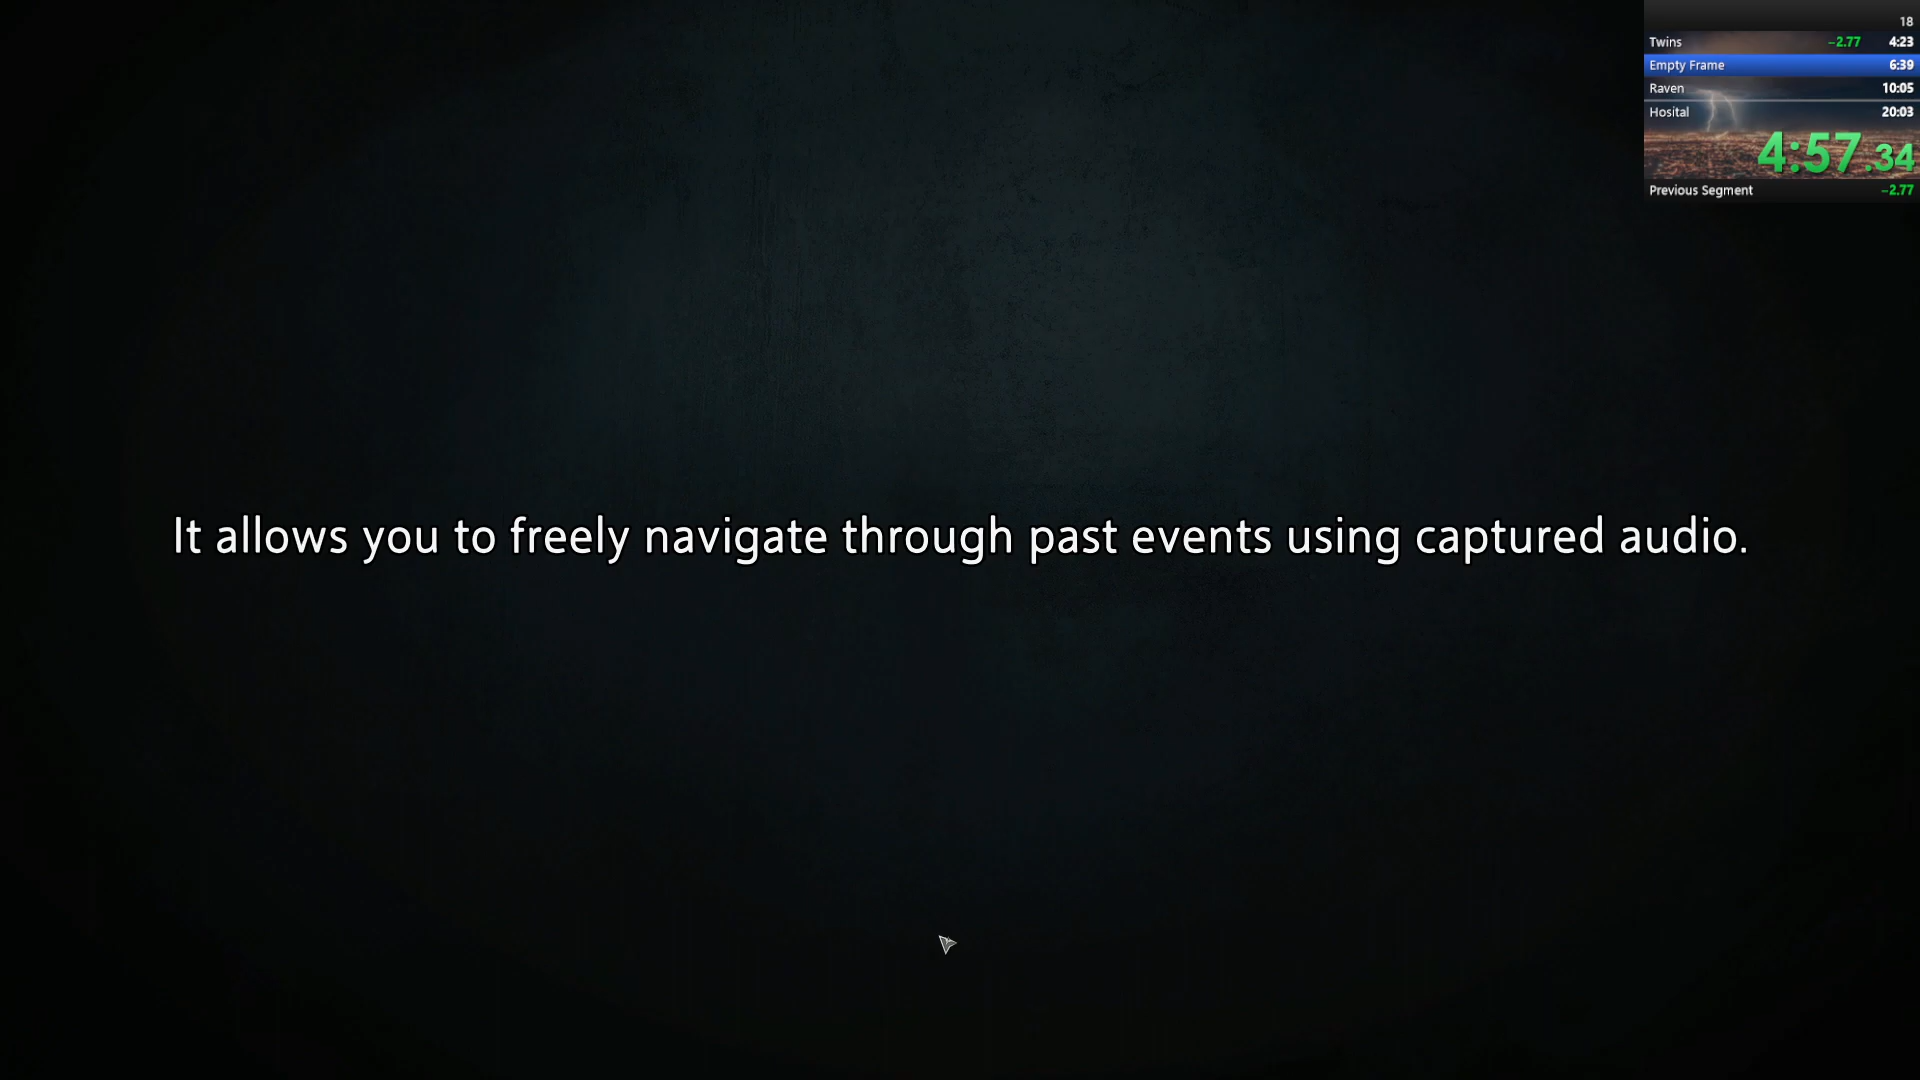 18
Twins −2.77 4:23
Empty Frame 6:39
Raven 10:05
Hosital 20:03
4:57.34
Previous Segment −2.77
It allows you to freely navigate through past events using captured audio.